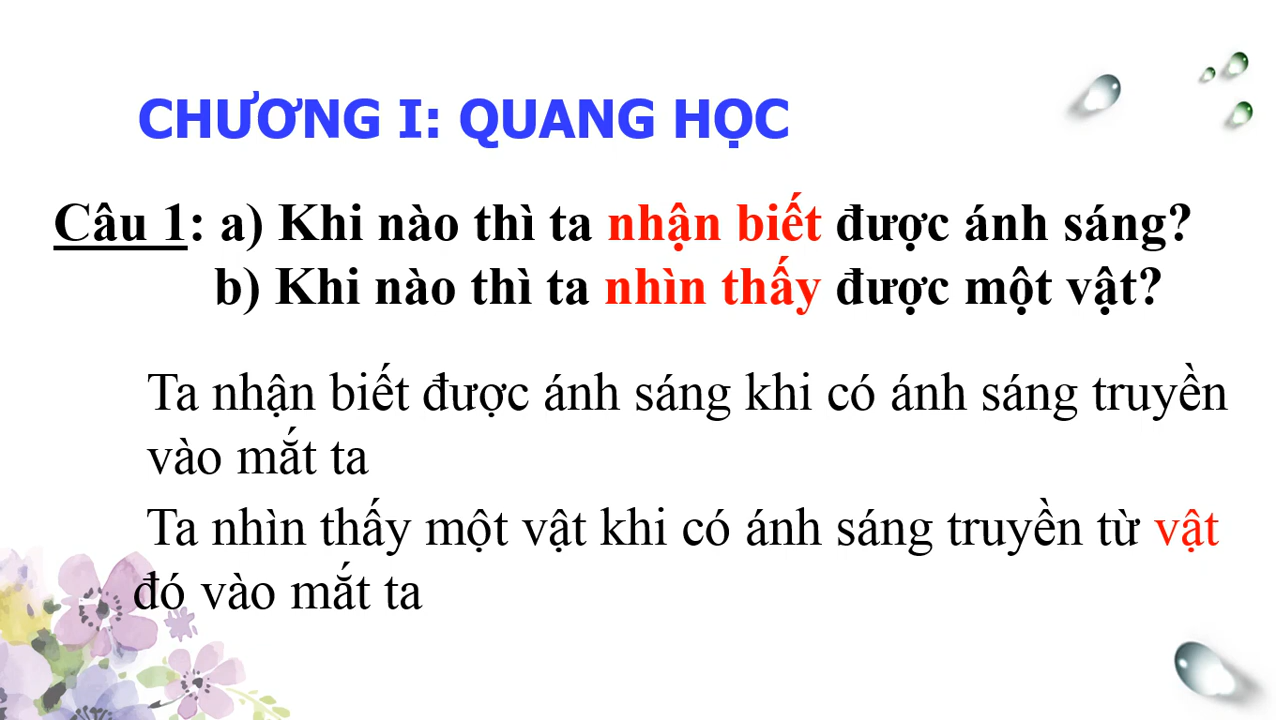 CHƯƠNG I: QUANG HỌC
Câu 1: a) Khi nào thì ta nhận biết được ánh sáng?
b) Khi nào thì ta nhìn thấy được một vật?
Ta nhận biết được ánh sáng khi có ánh sáng truyền
vào mắt ta
Ta nhìn thấy một vật khi có ánh sáng truyền từ vật
đó vào mắt ta